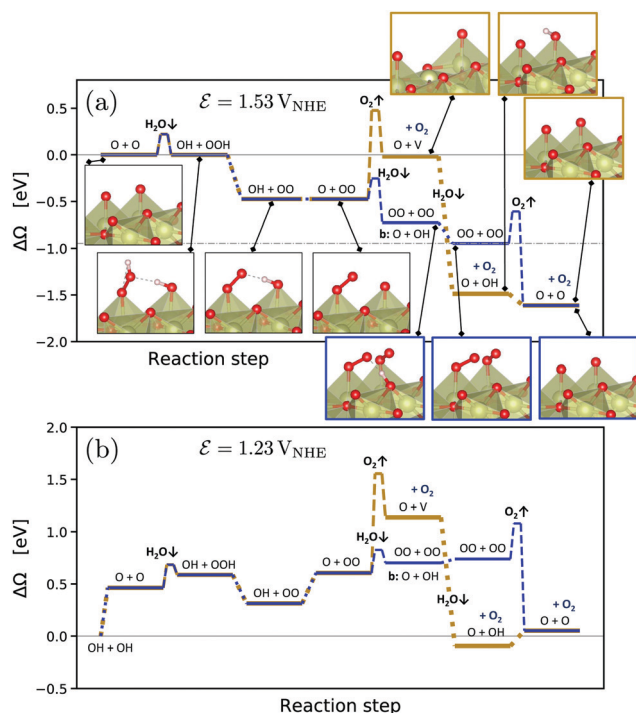 (a) ℰ = 1.53 V_NHE
O₂↑
+ O₂
O + V
H₂O↓
O + O
H₂O↓
OH + OOH
OH + OO
O + OO
H₂O↓
OO + OO
b: O + OH
H₂O↓
OO + OO
O₂↑
+ O₂
O + OH
+ O₂
O + O
0.5
0.0
−0.5
−1.0
−1.5
−2.0
ΔΩ [eV]
Reaction step
(b) ℰ = 1.23 V_NHE
O₂↑
+ O₂
O + V
OH + OH
O + O
H₂O↓
OH + OOH
OH + OO
O + OO
H₂O↓
OO + OO
b: O + OH
OO + OO
O₂↑
H₂O↓
+ O₂
O + OH
+ O₂
O + O
2.0
1.5
1.0
0.5
0.0
−0.5
ΔΩ [eV]
Reaction step